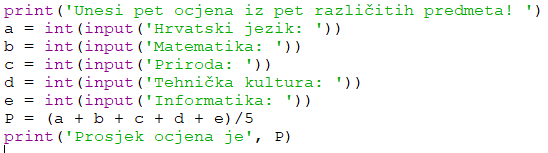 print('Unesi pet ocjena iz pet različitih predmeta! ')
a = int(input('Hrvatski jezik: '))
b = int(input('Matematika: '))
c = int(input('Priroda: '))
d = int(input('Tehnička kultura: '))
e = int(input('Informatika: '))
P = (a + b + c + d + e)/5
print('Prosjek ocjena je', P)